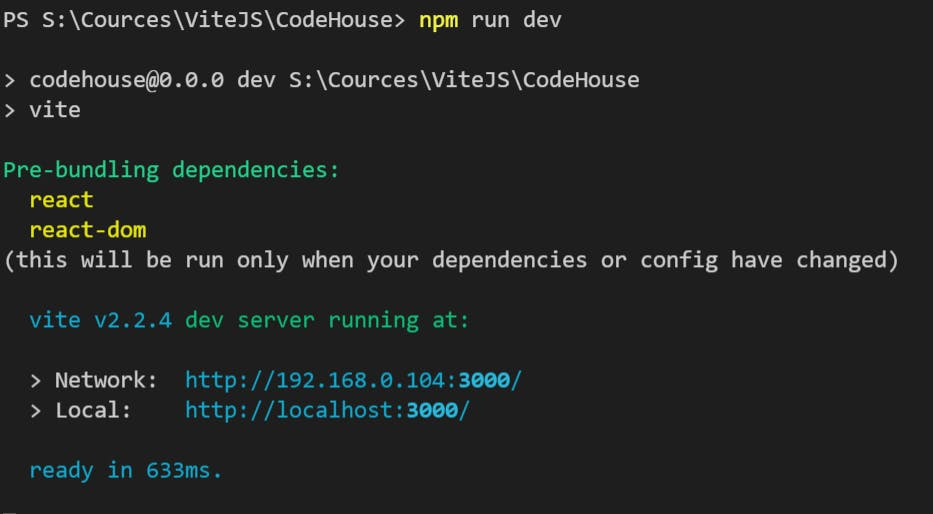 PS S:\Cources\ViteJS\CodeHouse> npm run dev
> codehouse@0.0.0 dev S:\Cources\ViteJS\CodeHouse
> vite
Pre-bundling dependencies:
react
react-dom
(this will be run only when your dependencies or config have changed)
vite v2.2.4 dev server running at:
> Network: http://192.168.0.104:3000/
> Local: http://localhost:3000/
ready in 633ms.